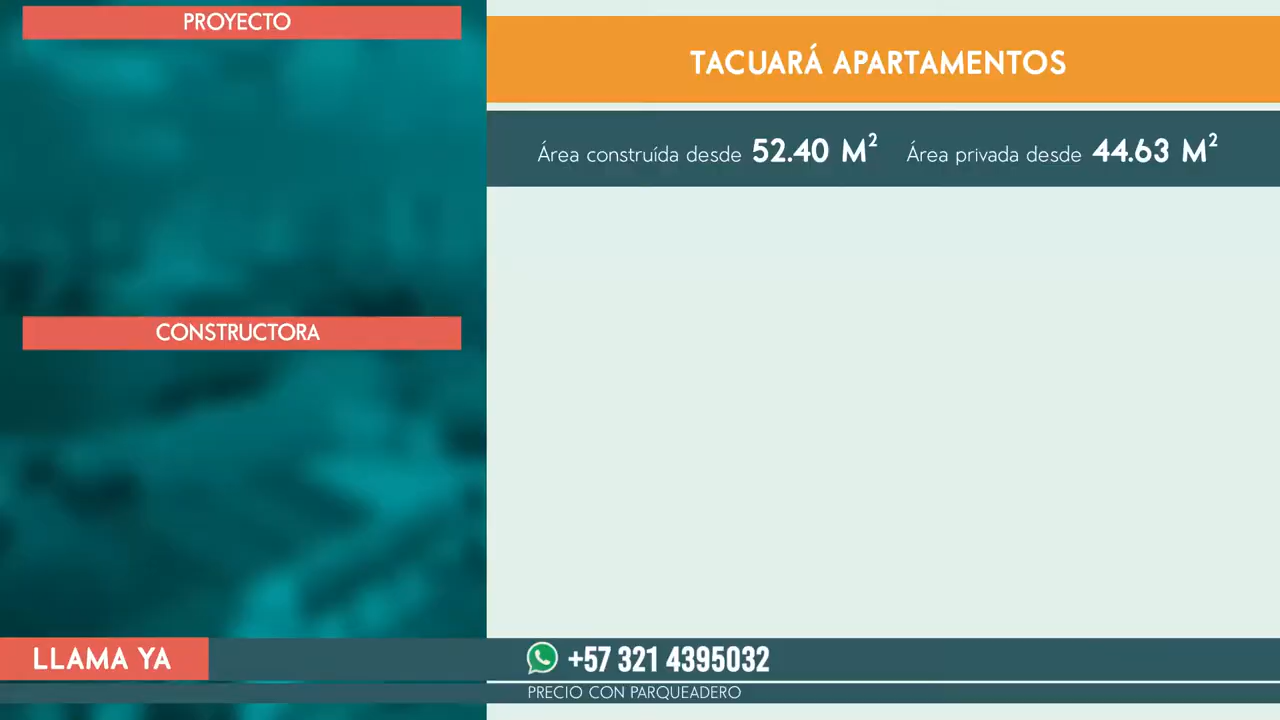 PROYECTO
TACUARÁ APARTAMENTOS
Área construída desde 52.40 M² Área privada desde 44.63 M²
CONSTRUCTORA
LLAMA YA
+57 321 4395032
PRECIO CON PARQUEADERO